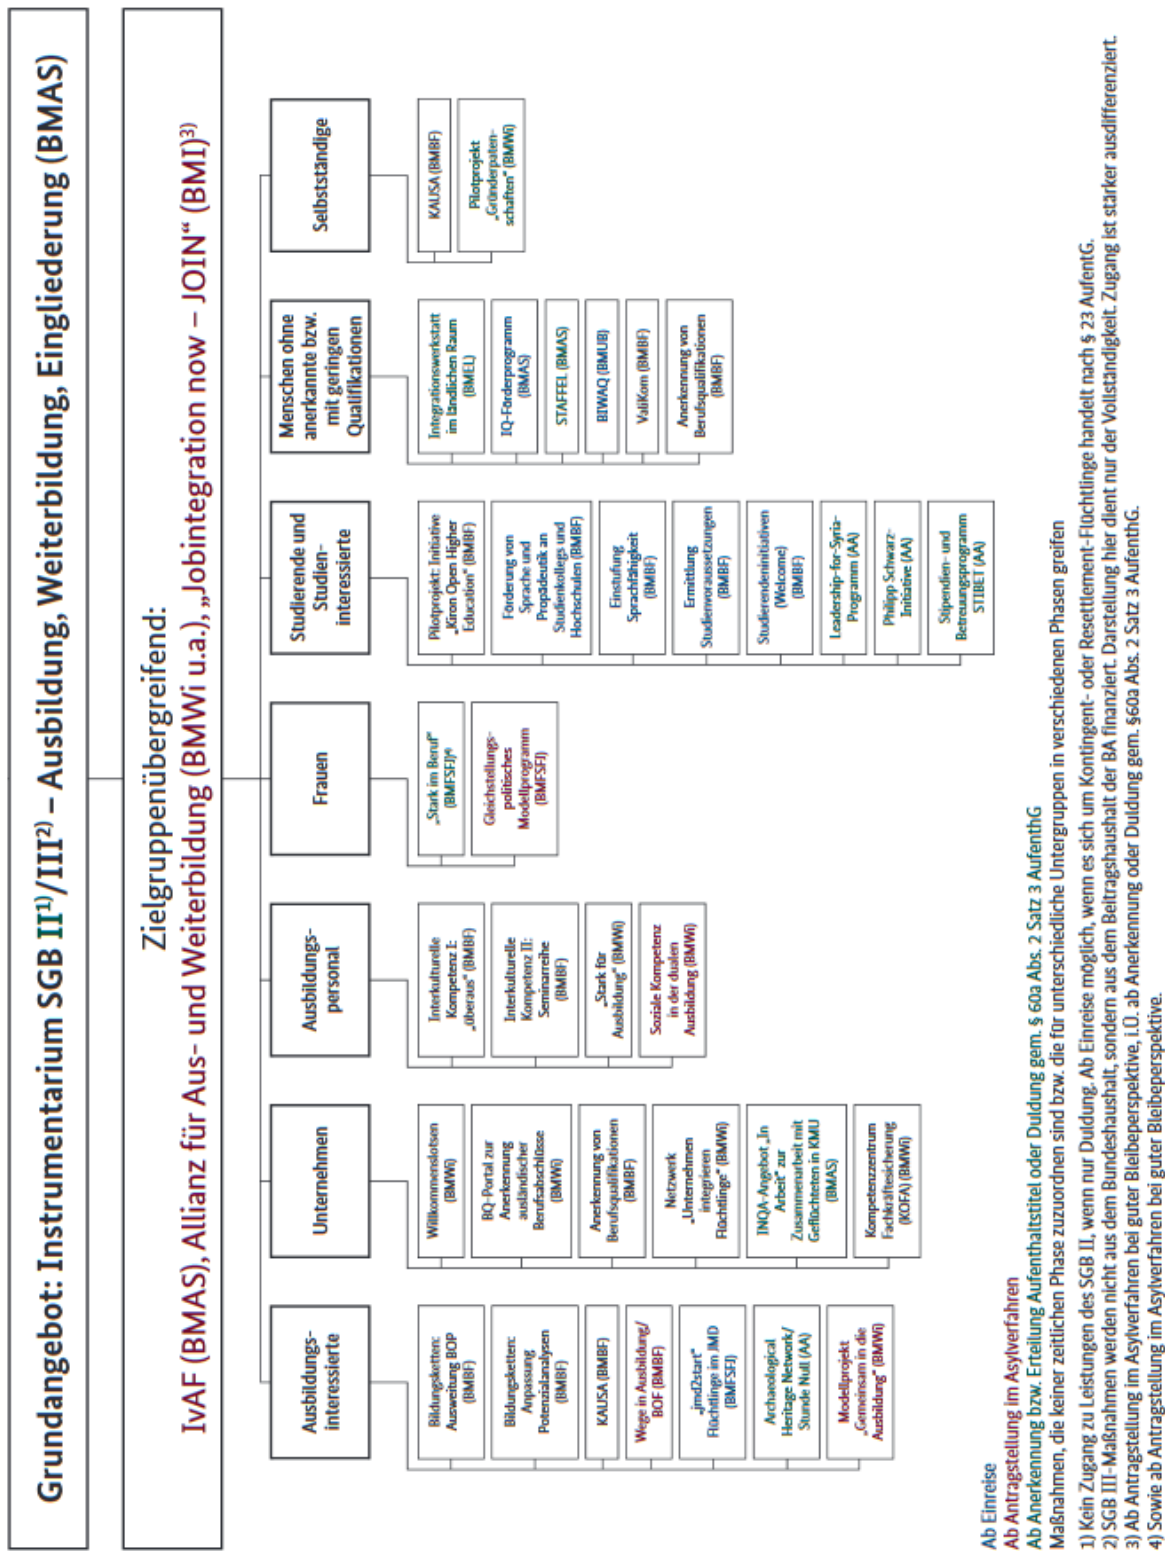 Grundangebot: Instrumentarium SGB II¹⁾/III²⁾ – Ausbildung, Weiterbildung, Eingliederung (BMAS)
Zielgruppenübergreifend:
IvAF (BMAS), Allianz für Aus- und Weiterbildung (BMWi u.a.), „Jobintegration now – JOIN“ (BMI)³⁾
Ausbildungs-
interessierte
Bildungsketten:
Ausweitung BOP
(BMBF)
Bildungsketten:
Anpassung
Potenzialanalysen
(BMBF)
KAUSA (BMBF)
Wege in Ausbildung/
BOF (BMBF)
„jmd2start“
Flüchtlinge im JMD
(BMFSFJ)
Archaeological
Heritage Network/
Stunde Null (AA)
Modellprojekt
„Gemeinsam in die
Ausbildung“ (BMWi)
Unternehmen
Willkommenslotsen
(BMWi)
BQ-Portal zur
Anerkennung
ausländischer
Berufsabschlüsse
(BMWi)
Anerkennung von
Berufsqualifikationen
(BMBF)
Netzwerk
„Unternehmen
integrieren
Flüchtlinge“ (BMWi)
INQA-Angebot „In
Arbeit“ zur
Zusammenarbeit mit
Geflüchteten in KMU
(BMAS)
Kompetenzzentrum
Fachkräftesicherung
(KOFA) (BMWi)
Ausbildungs-
personal
Interkulturelle
Kompetenz I:
„überaus“ (BMBF)
Interkulturelle
Kompetenz II:
Seminarreihe
(BMBF)
„Stark für
Ausbildung“ (BMWi)
Soziale Kompetenz
in der dualen
Ausbildung (BMWi)
Frauen
„Stark im Beruf“
(BMFSFJ)⁴⁾
Gleichstellungs-
politisches
Modellprogramm
(BMFSFJ)
Studierende und
Studien-
interessierte
Pilotprojekt: Initiative
„Kiron Open Higher
Education“ (BMBF)
Förderung von
Sprache und
Propädeutik an
Studienkollegs und
Hochschulen (BMBF)
Einstufung
Sprachfähigkeit
(BMBF)
Ermittlung
Studienvoraussetzungen
(BMBF)
Studierendeninitiativen
(Welcome)
(BMBF)
Leadership-for-Syria-
Programm (AA)
Philipp Schwarz-
Initiative (AA)
Stipendien- und
Betreuungsprogramm
STIBET (AA)
Menschen ohne
anerkannte bzw.
mit geringen
Qualifikationen
Integrationswerkstatt
im ländlichen Raum
(BMEL)
IQ-Förderprogramm
(BMAS)
STAFFEL (BMAS)
BIWAQ (BMUB)
ValiKom (BMBF)
Anerkennung von
Berufsqualifikationen
(BMBF)
Selbstständige
KAUSA (BMBF)
Pilotprojekt
„Gründerpaten-
schaften“ (BMWi)
Ab Einreise
Ab Antragstellung im Asylverfahren
Ab Anerkennung bzw. Erteilung Aufenthaltstitel oder Duldung gem. § 60a Abs. 2 Satz 3 AufenthG
Maßnahmen, die keiner zeitlichen Phase zuzuordnen sind bzw. die für unterschiedliche Untergruppen in verschiedenen Phasen greifen
1) Kein Zugang zu Leistungen des SGB II, wenn nur Duldung. Ab Einreise möglich, wenn es sich um Kontingent- oder Resettlement-Flüchtlinge handelt nach § 23 AufentG.
2) SGB III-Maßnahmen werden nicht aus dem Bundeshaushalt, sondern aus dem Beitragshaushalt der BA finanziert. Darstellung hier dient nur der Vollständigkeit. Zugang ist stärker ausdifferenziert.
3) Ab Antragstellung im Asylverfahren bei guter Bleibeperspektive, i.Ü. ab Anerkennung oder Duldung gem. §60a Abs. 2 Satz 3 AufenthG.
4) Sowie ab Antragstellung im Asylverfahren bei guter Bleibeperspektive.